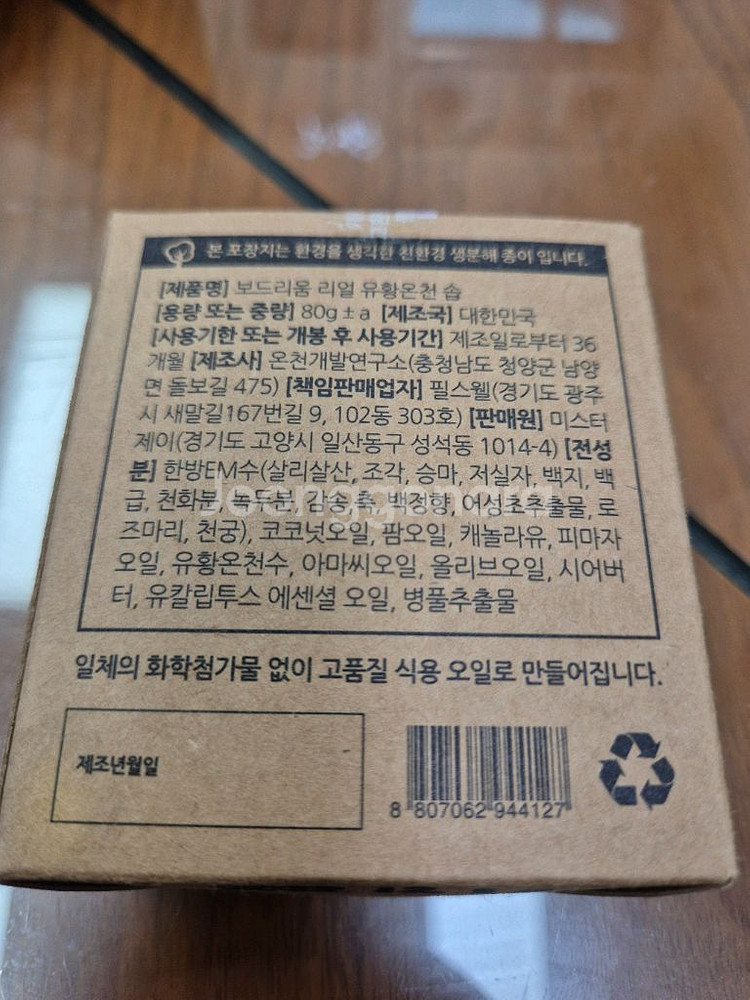 본 포장지는 환경을 생각한 친환경 생분해 종이 입니다.
[제품명] 보드리움 리얼 유황온천 솝
[용량 또는 중량] 80g ± a [제조국] 대한민국
[사용기한 또는 개봉 후 사용기간] 제조일로부터 36
개월 [제조사] 온천개발연구소(충청남도 청양군 남양
면 돌보길 475) [책임판매업자] 필스웰(경기도 광주
시 새말길167번길 9, 102동 303호) [판매원] 미스터
제이(경기도 고양시 일산동구 성석동 1014-4) [전성
분] 한방EM수(살리살산, 조각, 승마, 저실자, 백지, 백
급, 천화분, 녹두분, 감송, 촉, 백정향, 여성초추출물, 로
즈마리, 천궁), 코코넛오일, 팜오일, 캐놀라유, 피마자
오일, 유황온천수, 아마씨오일, 올리브오일, 시어버
터, 유칼립투스 에센셜 오일, 병풀추출물
일체의 화학첨가물 없이 고품질 식용 오일로 만들어집니다.
제조년월일
8 807062 944127